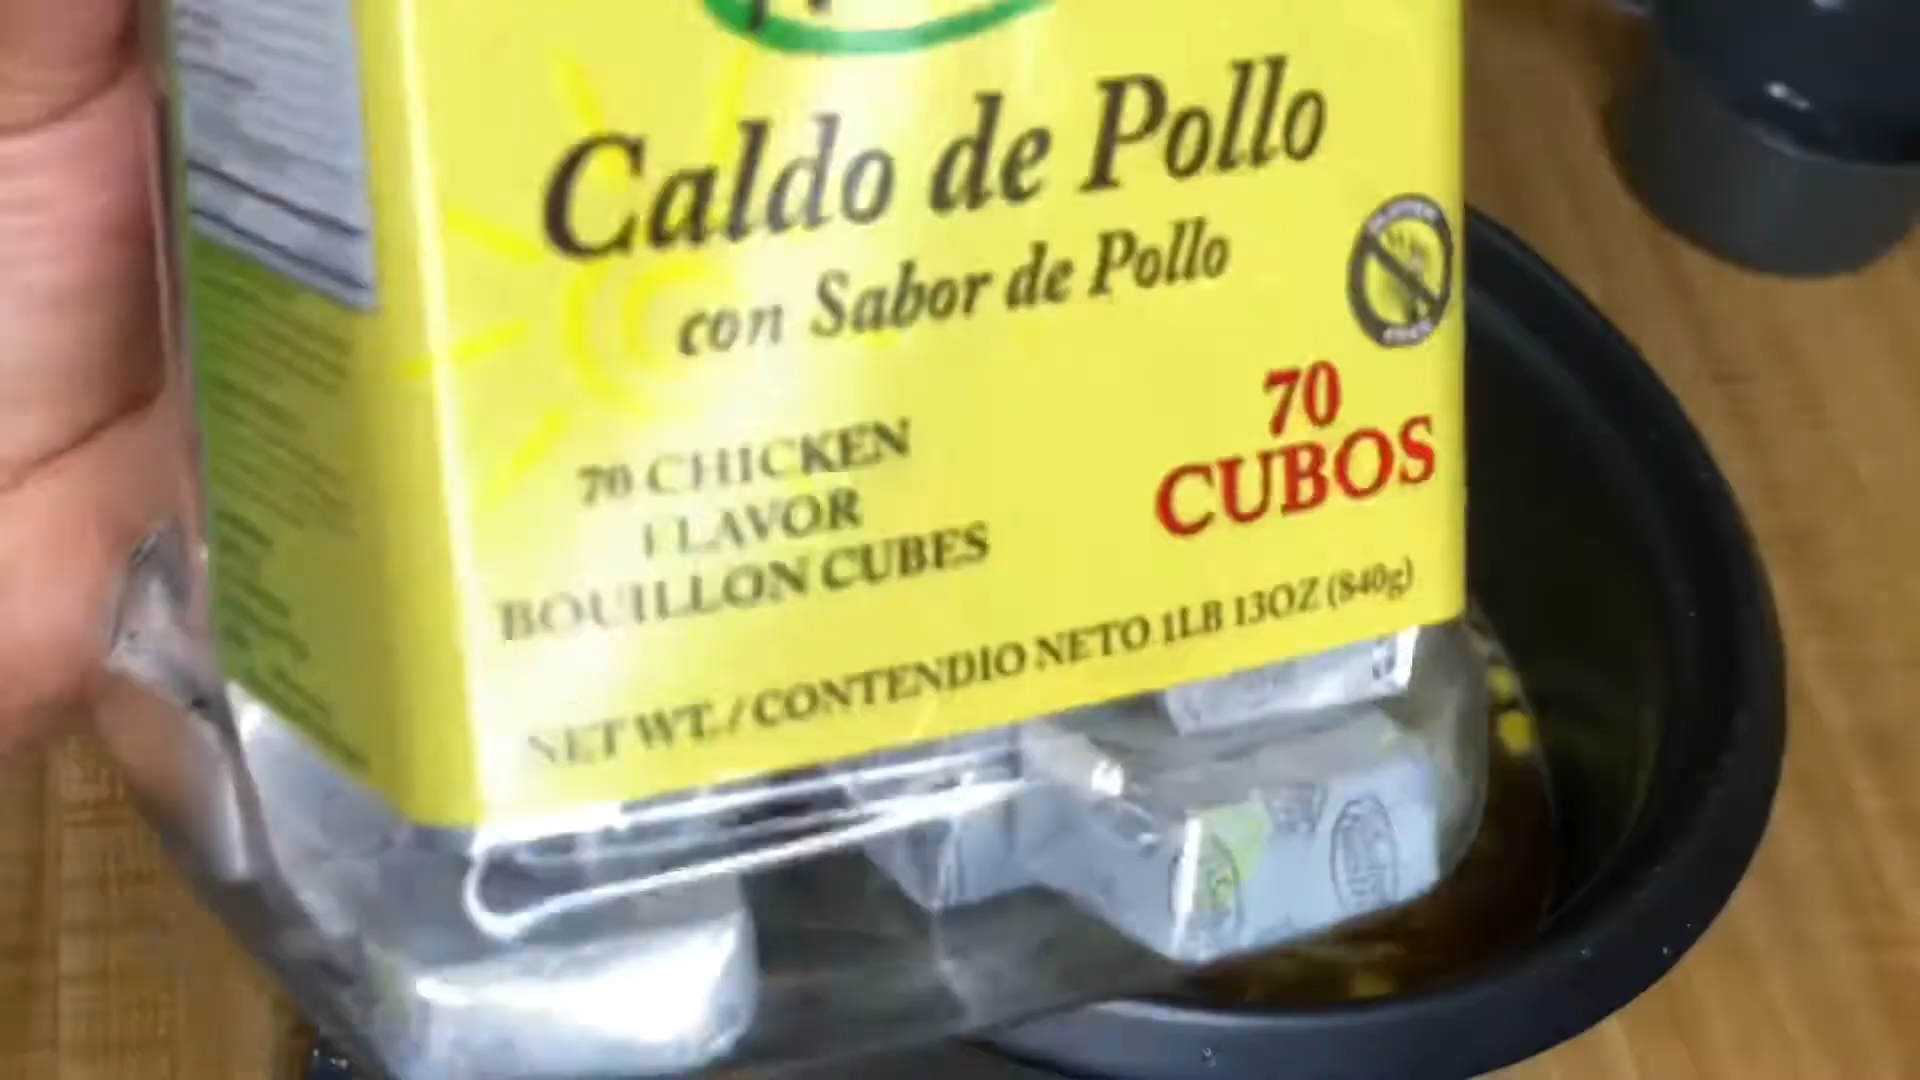 Caldo de Pollo
con Sabor de Pollo
70 CHICKEN
FLAVOR
BOUILLON CUBES
70
CUBOS
NET WT./CONTENDIO NETO 1LB 13OZ (840g)